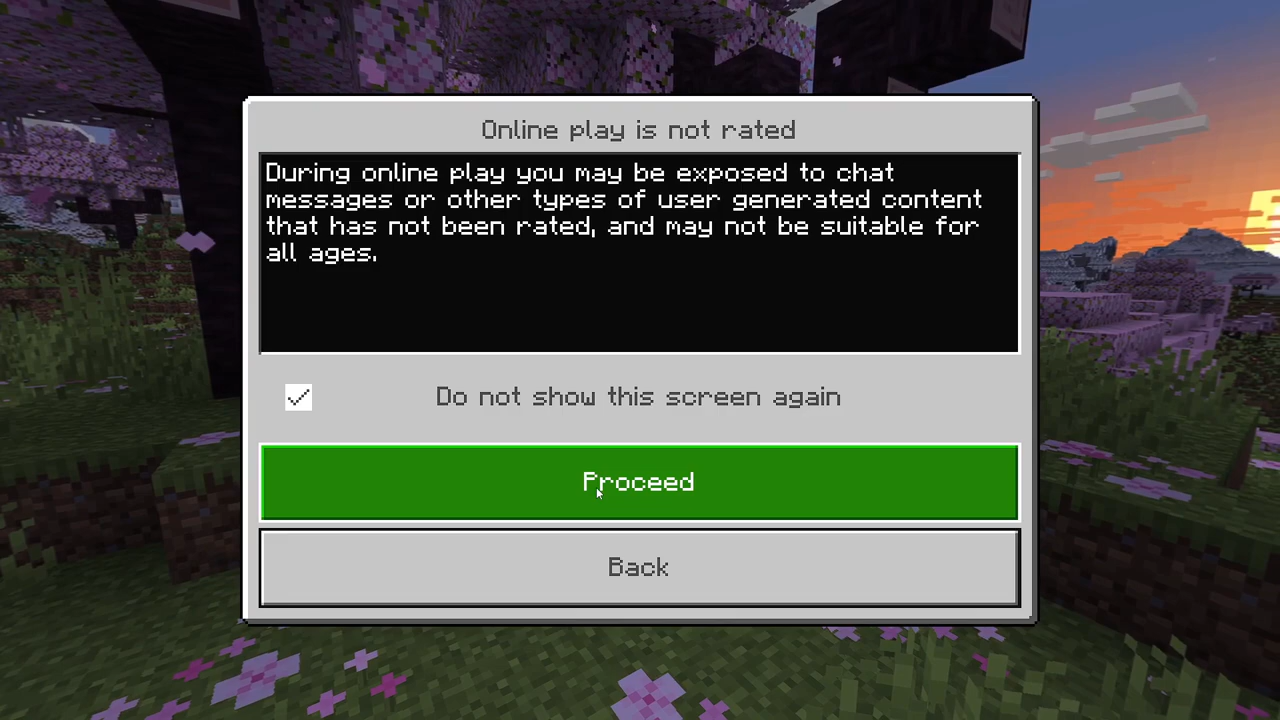 Online play is not rated
During online play you may be exposed to chat
messages or other types of user generated content
that has not been rated, and may not be suitable for
all ages.
Do not show this screen again
Proceed
Back